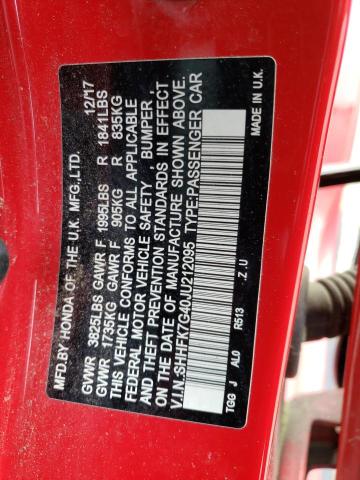 MFD.BY HONDA OF THE U.K. MFG.,LTD. 12/17
GVWR 3825LBS GAWR F 1995LBS R 1841LBS
GVWR 1735KG GAWR F 905KG R 835KG
THIS VEHICLE CONFORMS TO ALL APPLICABLE
FEDERAL MOTOR VEHICLE SAFETY , BUMPER ,
AND THEFT PREVENTION STANDARDS IN EFFECT
ON THE DATE OF MANUFACTURE SHOWN ABOVE.
V.I.N.:SHHFK7G40JU212095 TYPE:PASSENGER CAR
TGG J AL0 R513 .Z.U MADE IN U.K.